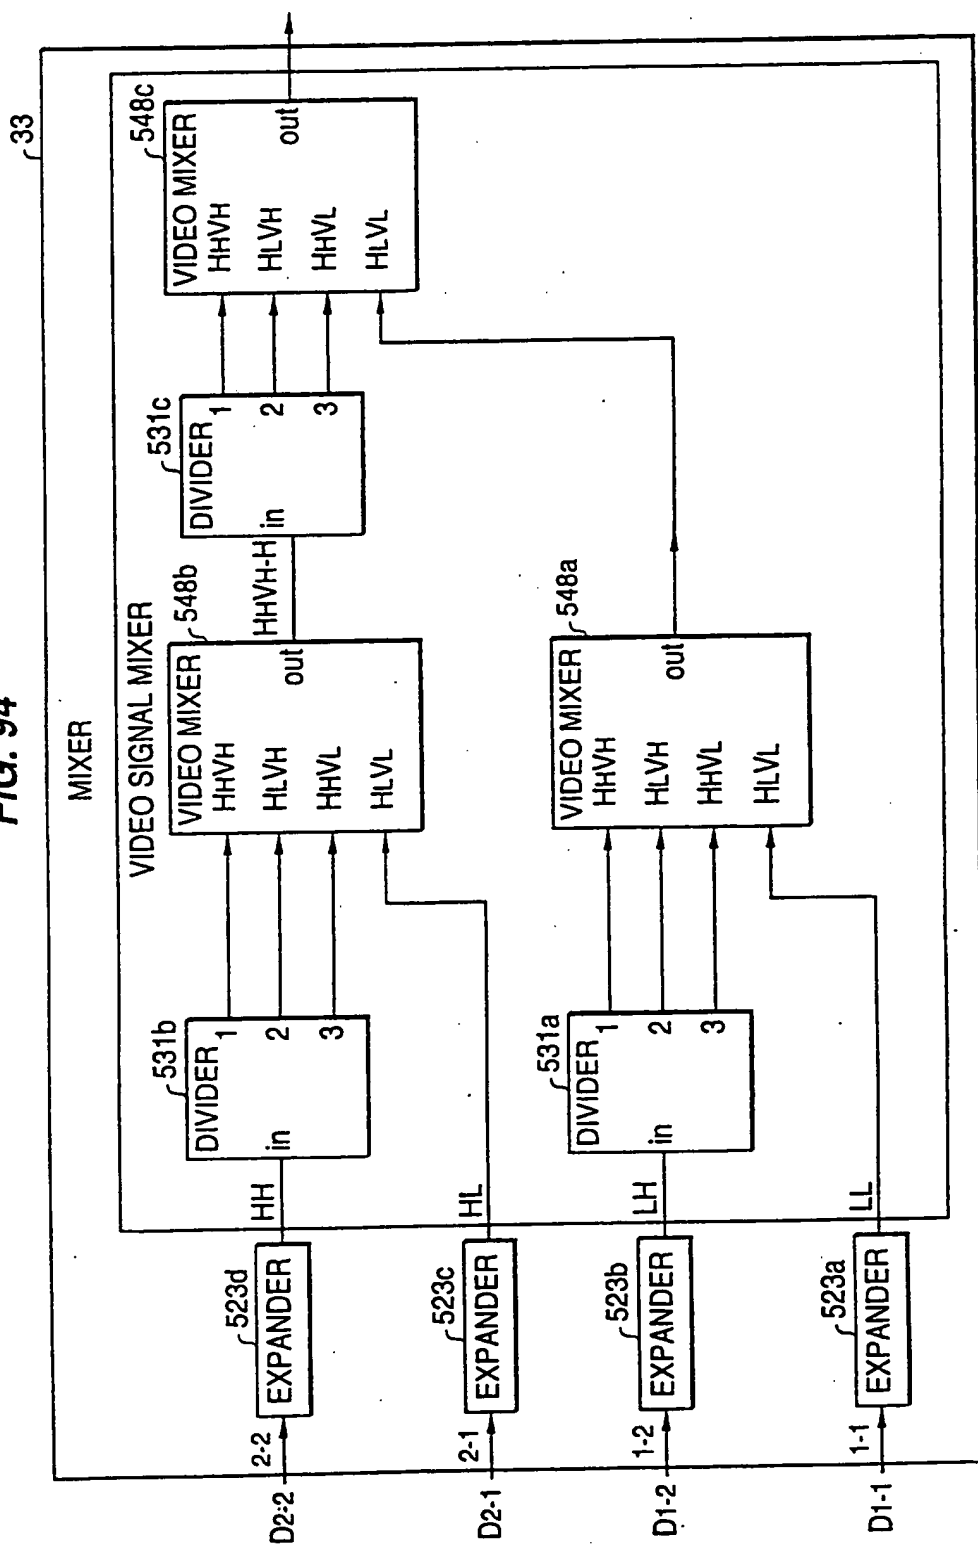 FIG. 94
33
MIXER
VIDEO SIGNAL MIXER
D2-2
2-2
EXPANDER
523d
HH
DIVIDER
531b
in
1
2
3
VIDEO MIXER
548b
HHVH
HLVH
HHVL
HLVL
out
HHVH-H
DIVIDER
531c
in
1
2
3
VIDEO MIXER
548c
HHVH
HLVH
HHVL
HLVL
out
D2-1
2-1
EXPANDER
523c
HL
D1-2
1-2
EXPANDER
523b
LH
DIVIDER
531a
in
1
2
3
VIDEO MIXER
548a
HHVH
HLVH
HHVL
HLVL
out
D1-1
1-1
EXPANDER
523a
LL